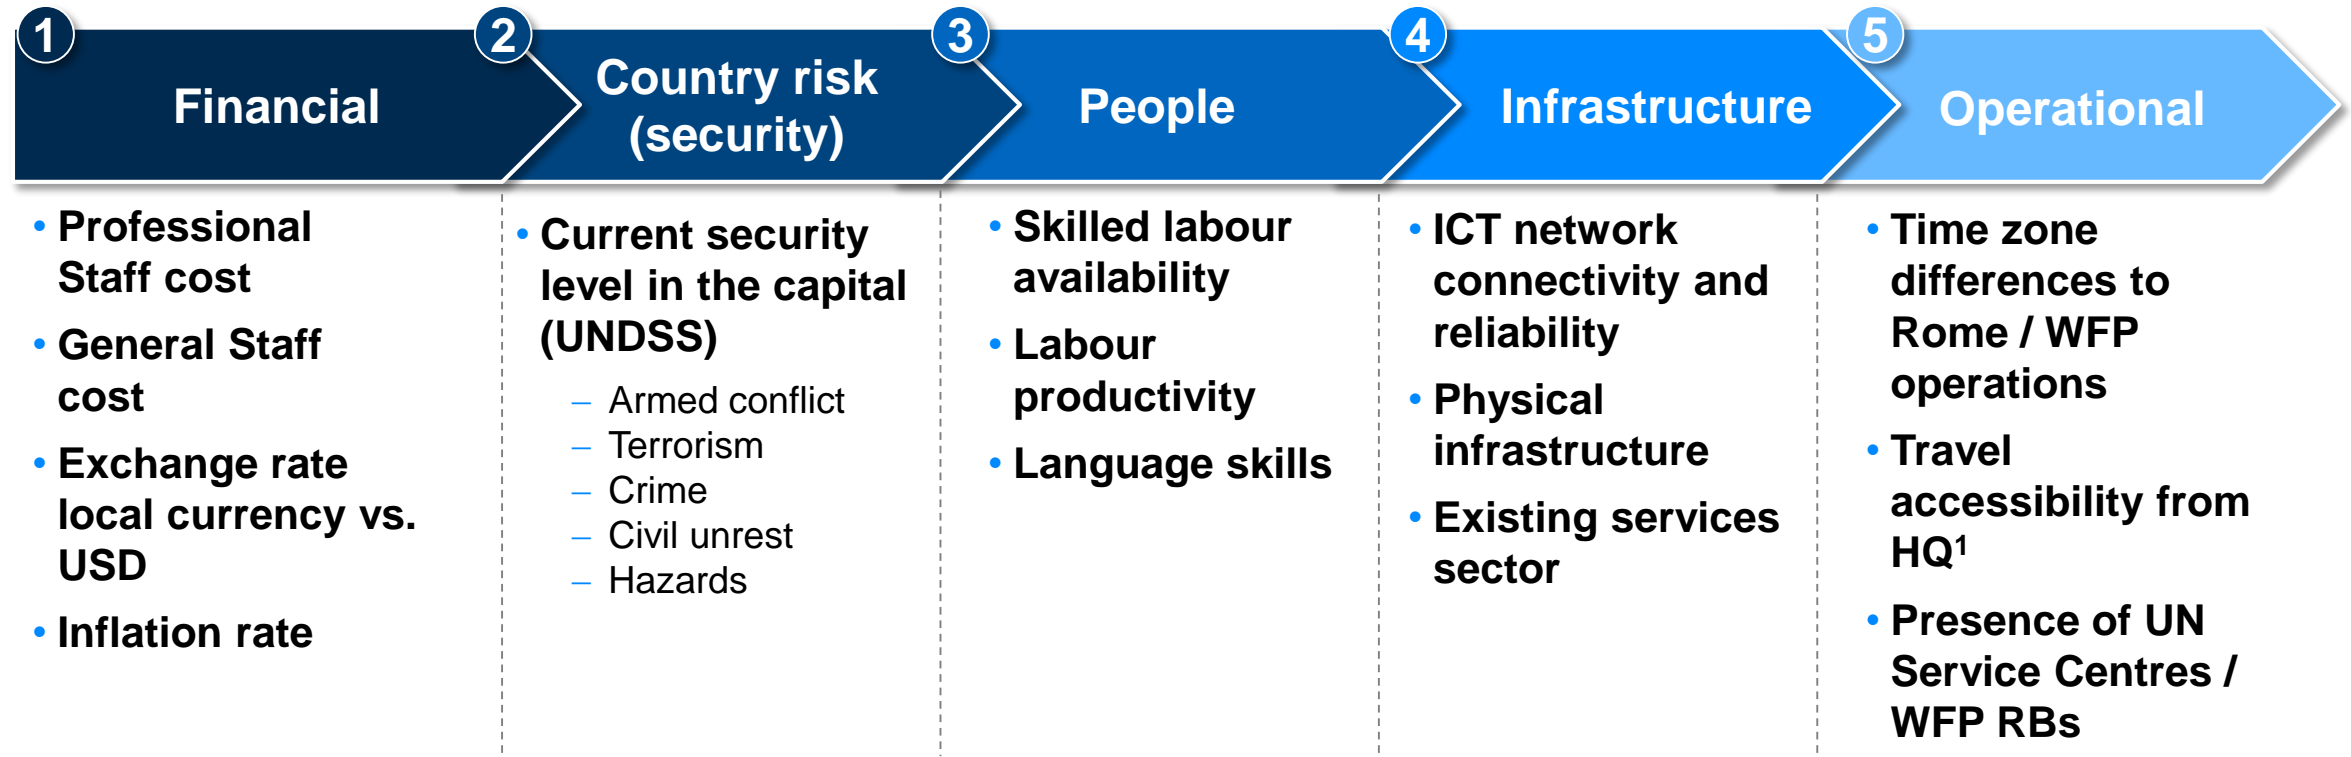 1
Financial
2
Country risk
(security)
3
People
4
Infrastructure
5
Operational
• Professional
Staff cost
• General Staff
cost
• Exchange rate
local currency vs.
USD
• Inflation rate
• Current security
level in the capital
(UNDSS)
– Armed conflict
– Terrorism
– Crime
– Civil unrest
– Hazards
• Skilled labour
availability
• Labour
productivity
• Language skills
• ICT network
connectivity and
reliability
• Physical
infrastructure
• Existing services
sector
• Time zone
differences to
Rome / WFP
operations
• Travel
accessibility from
HQ¹
• Presence of UN
Service Centres /
WFP RBs